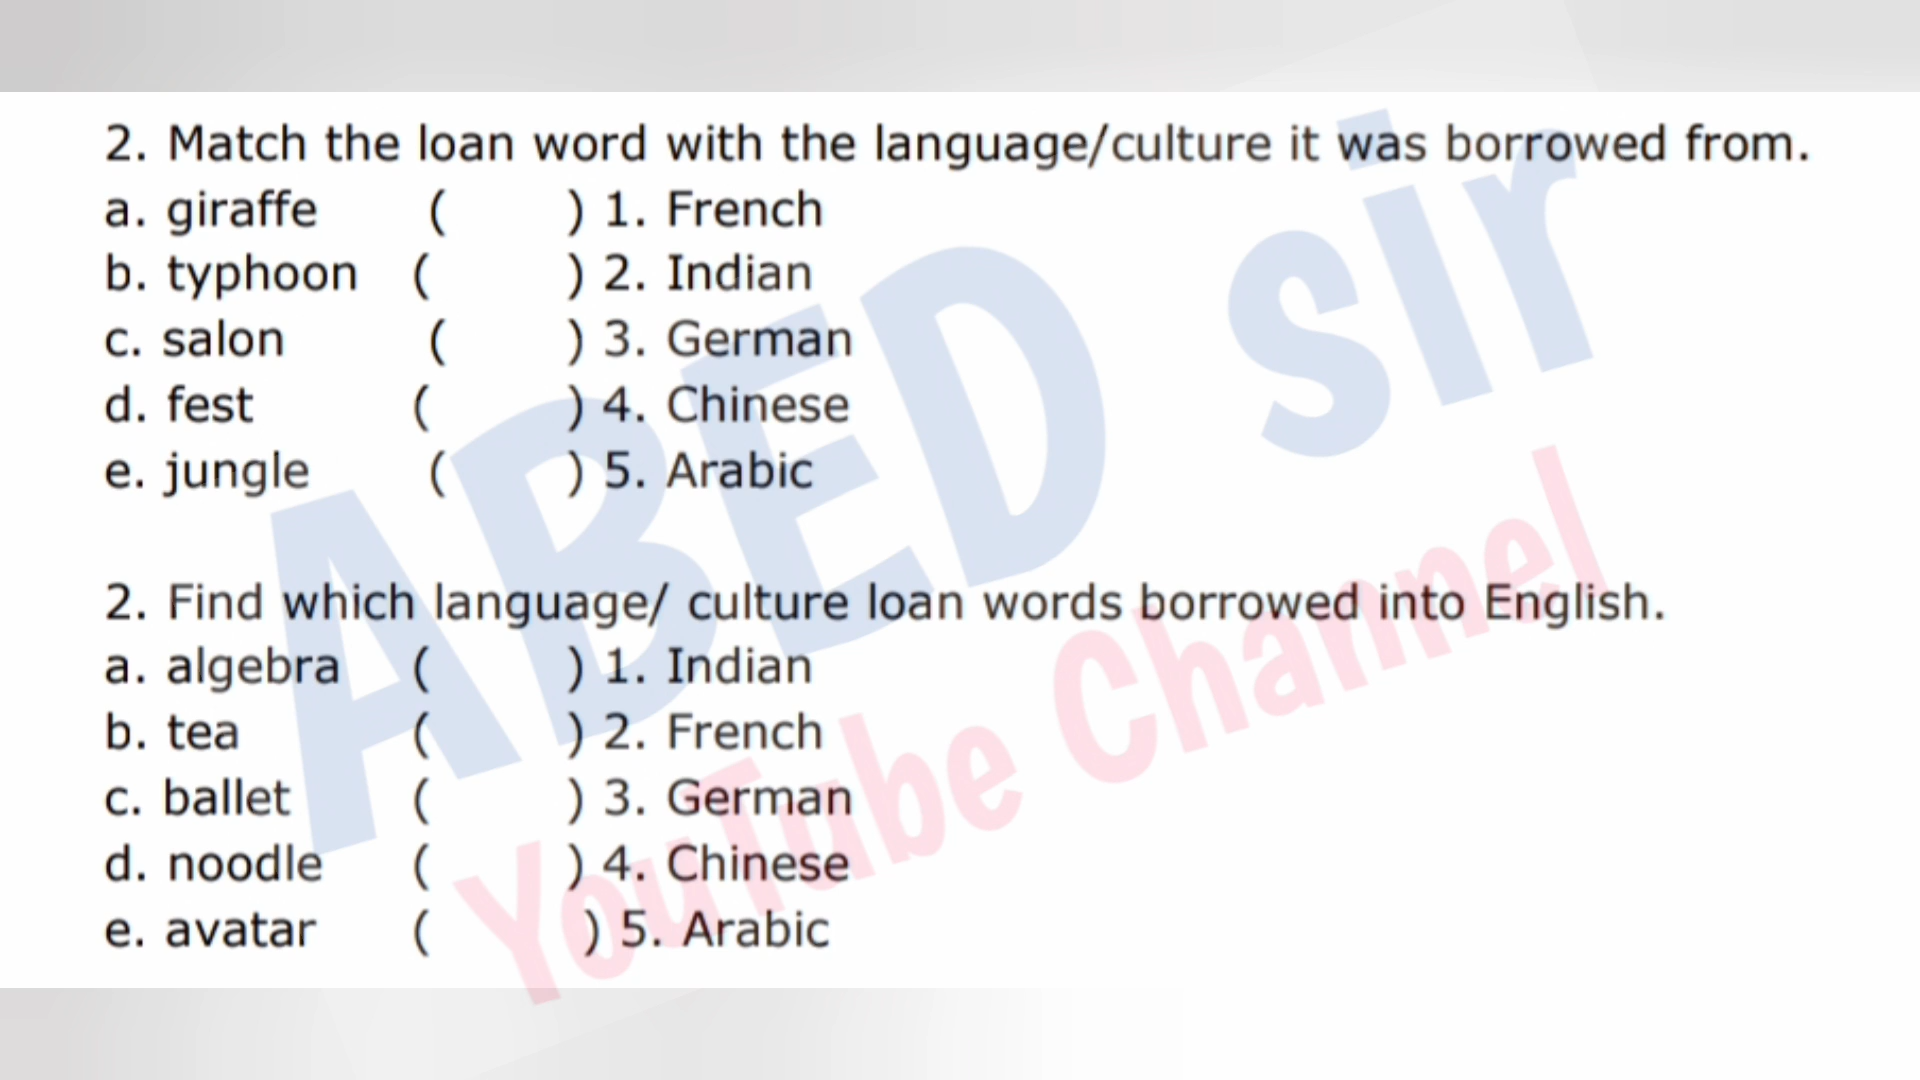 2. Match the loan word with the language/culture it was borrowed from.
a. giraffe ( ) 1. French
b. typhoon ( ) 2. Indian
c. salon ( ) 3. German
d. fest ( ) 4. Chinese
e. jungle ( ) 5. Arabic
2. Find which language/ culture loan words borrowed into English.
a. algebra ( ) 1. Indian
b. tea ( ) 2. French
c. ballet ( ) 3. German
d. noodle ( ) 4. Chinese
e. avatar ( ) 5. Arabic
ABED sir
YouTube Channel